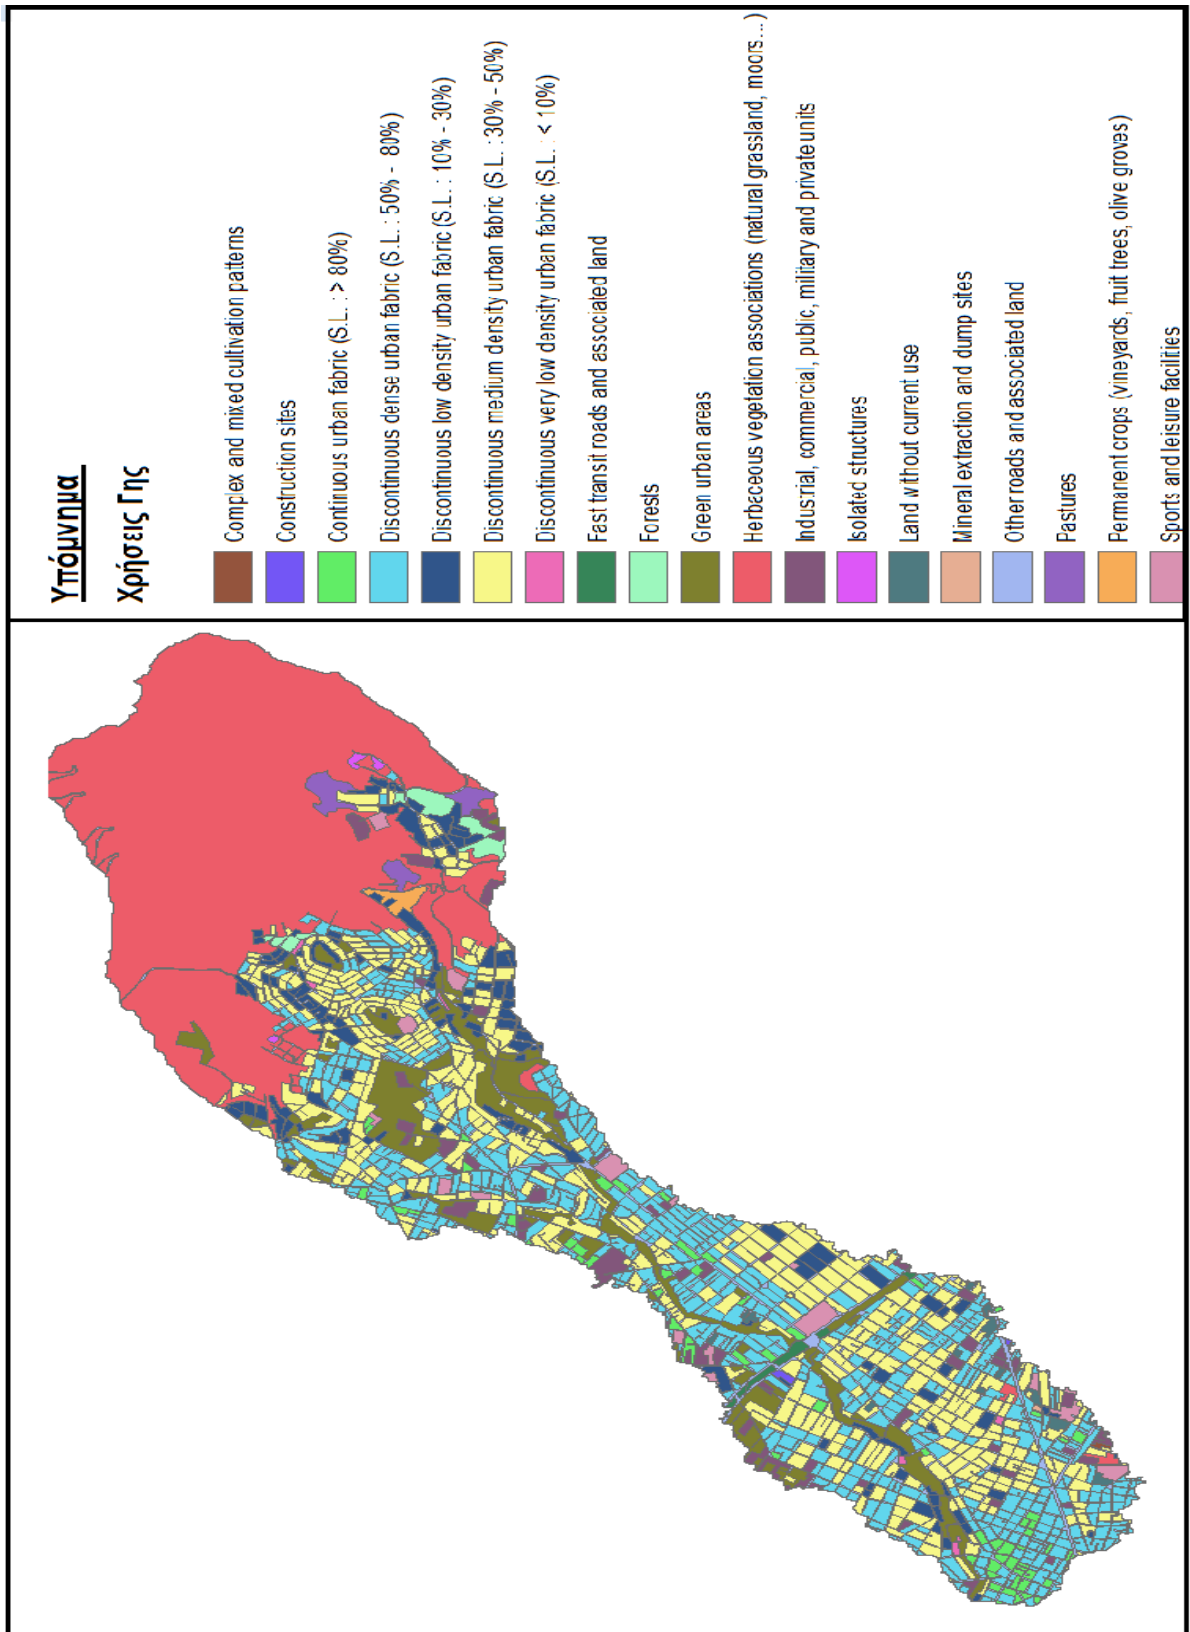 Υπόμνημα
Χρήσεις Γης
Complex and mixed cultivation patterns
Construction sites
Continuous urban fabric (S.L. : > 80%)
Discontinuous dense urban fabric (S.L. : 50% - 80%)
Discontinuous low density urban fabric (S.L. : 10% - 30%)
Discontinuous medium density urban fabric (S.L. :30% - 50%)
Discontinuous very low density urban fabric (S.L. : < 10%)
Fast transit roads and associated land
Forests
Green urban areas
Herbaceous vegetation associations (natural grassland, moors...)
Industrial, commercial, public, military and private units
Isolated structures
Land without current use
Mineral extraction and dump sites
Other roads and associated land
Pastures
Permanent crops (vineyards, fruit trees, olive groves)
Sports and leisure facilities